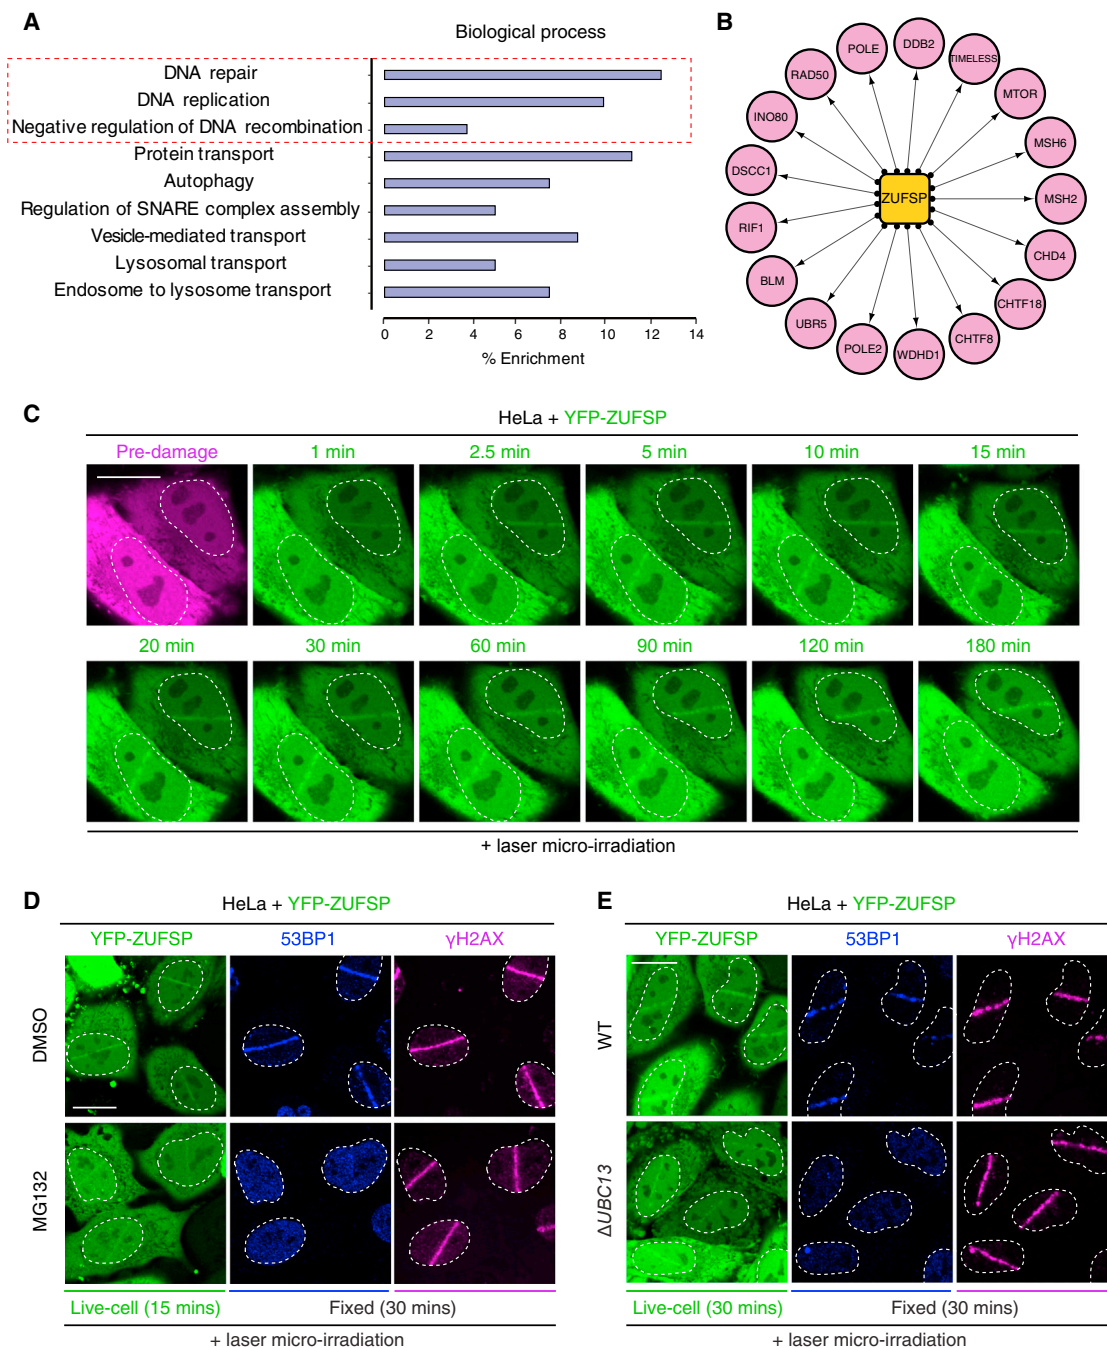 A
Biological process
DNA repair
DNA replication
Negative regulation of DNA recombination
Protein transport
Autophagy
Regulation of SNARE complex assembly
Vesicle-mediated transport
Lysosomal transport
Endosome to lysosome transport
0 2 4 6 8 10 12 14
% Enrichment
B
POLE
DDB2
TIMELESS
RAD50
MTOR
INO80
MSH6
DSCC1
ZUFSP
MSH2
RIF1
CHD4
BLM
CHTF18
UBR5
CHTF8
POLE2
WDHD1
C
HeLa + YFP-ZUFSP
Pre-damage 1 min 2.5 min 5 min 10 min 15 min
20 min 30 min 60 min 90 min 120 min 180 min
+ laser micro-irradiation
D
HeLa + YFP-ZUFSP
YFP-ZUFSP 53BP1 γH2AX
DMSO
MG132
Live-cell (15 mins) Fixed (30 mins)
+ laser micro-irradiation
E
HeLa + YFP-ZUFSP
YFP-ZUFSP 53BP1 γH2AX
WT
ΔUBC13
Live-cell (30 mins) Fixed (30 mins)
+ laser micro-irradiation